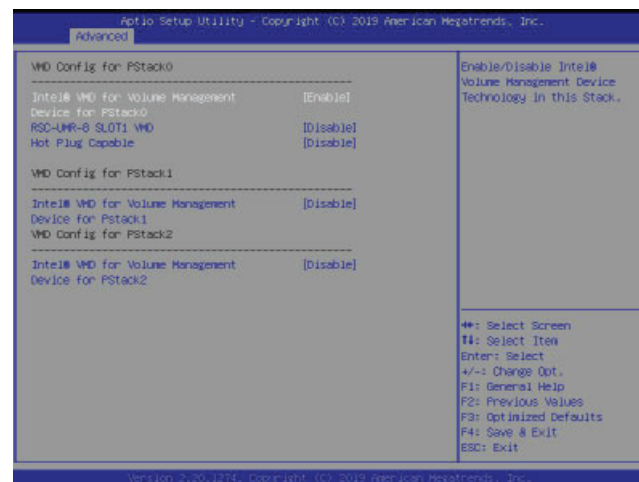 Aptio Setup Utility - Copyright (C) 2019 American Megatrends, Inc.
Advanced
VMD Config for PStack0
Intel® VMD for Volume Management [Enable]
Device for PStack0
RSC-UMR-8 SLOT1 VMD [Disable]
Hot Plug Capable [Disable]
VMD Config for PStack1
Intel® VMD for Volume Management [Disable]
Device for Pstack1
VMD Config for PStack2
Intel® VMD for Volume Management [Disable]
Device for PStack2
Enable/Disable Intel®
Volume Management Device
Technology in this Stack.
→←: Select Screen
↑↓: Select Item
Enter: Select
+/-: Change Opt.
F1: General Help
F2: Previous Values
F3: Optimized Defaults
F4: Save & Exit
ESC: Exit
Version 2.20.1274. Copyright (C) 2019 American Megatrends, Inc.